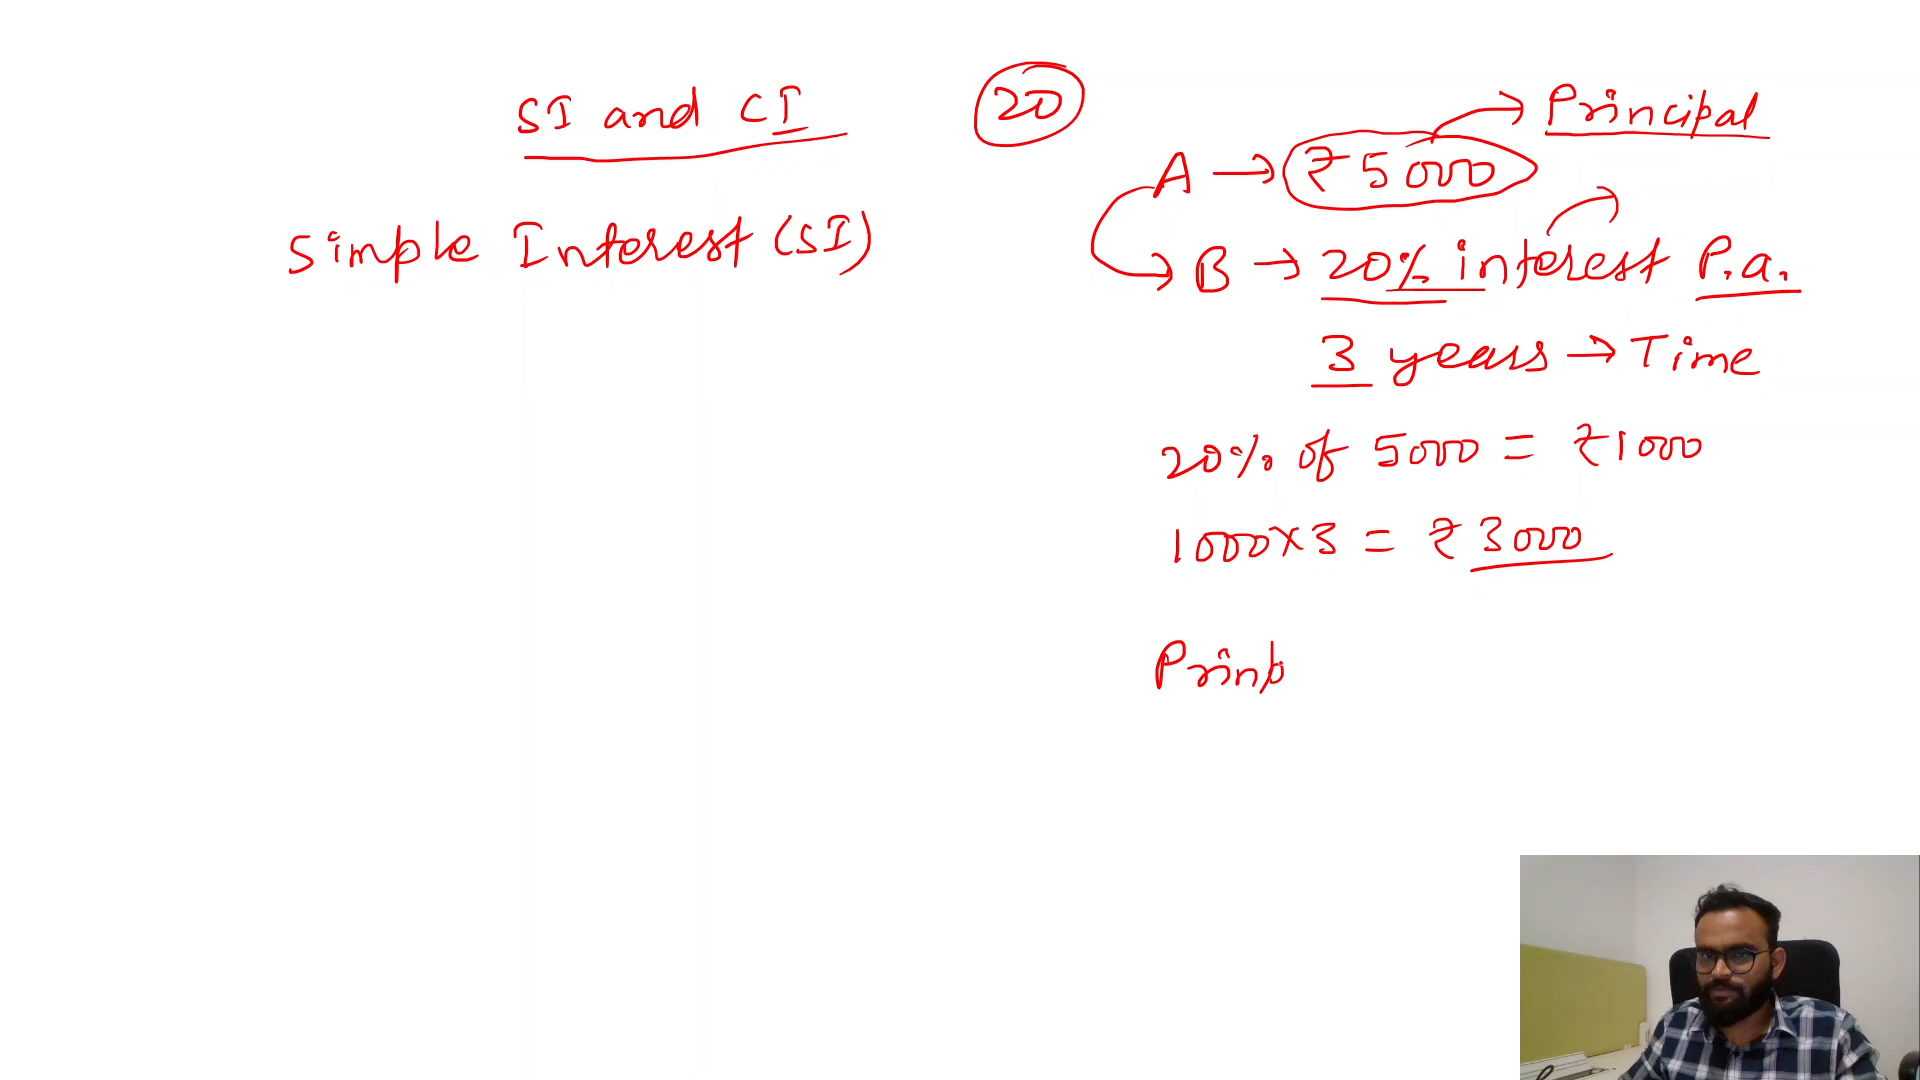 SI and CI
Simple Interest (SI)
20
Principal
A → ₹5000
B → 20% interest P.a.
3 years → Time
20% of 5000 = ₹1000
1000×3 = ₹3000
Prinp